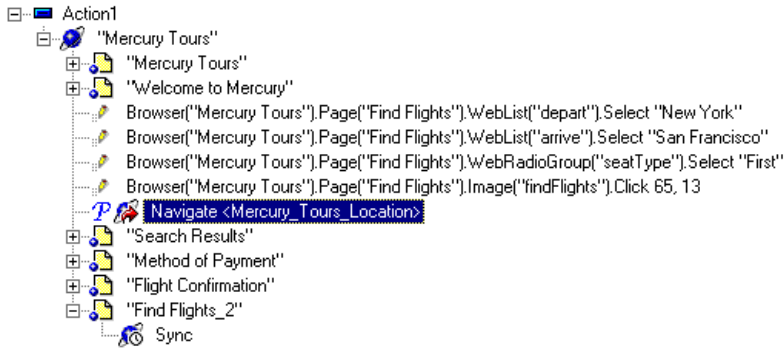 Action1
"Mercury Tours"
"Mercury Tours"
"Welcome to Mercury"
Browser("Mercury Tours").Page("Find Flights").WebList("depart").Select "New York"
Browser("Mercury Tours").Page("Find Flights").WebList("arrive").Select "San Francisco"
Browser("Mercury Tours").Page("Find Flights").WebRadioGroup("seatType").Select "First"
Browser("Mercury Tours").Page("Find Flights").Image("findFlights").Click 65, 13
P Navigate <Mercury_Tours_Location>
"Search Results"
"Method of Payment"
"Flight Confirmation"
"Find Flights_2"
Sync